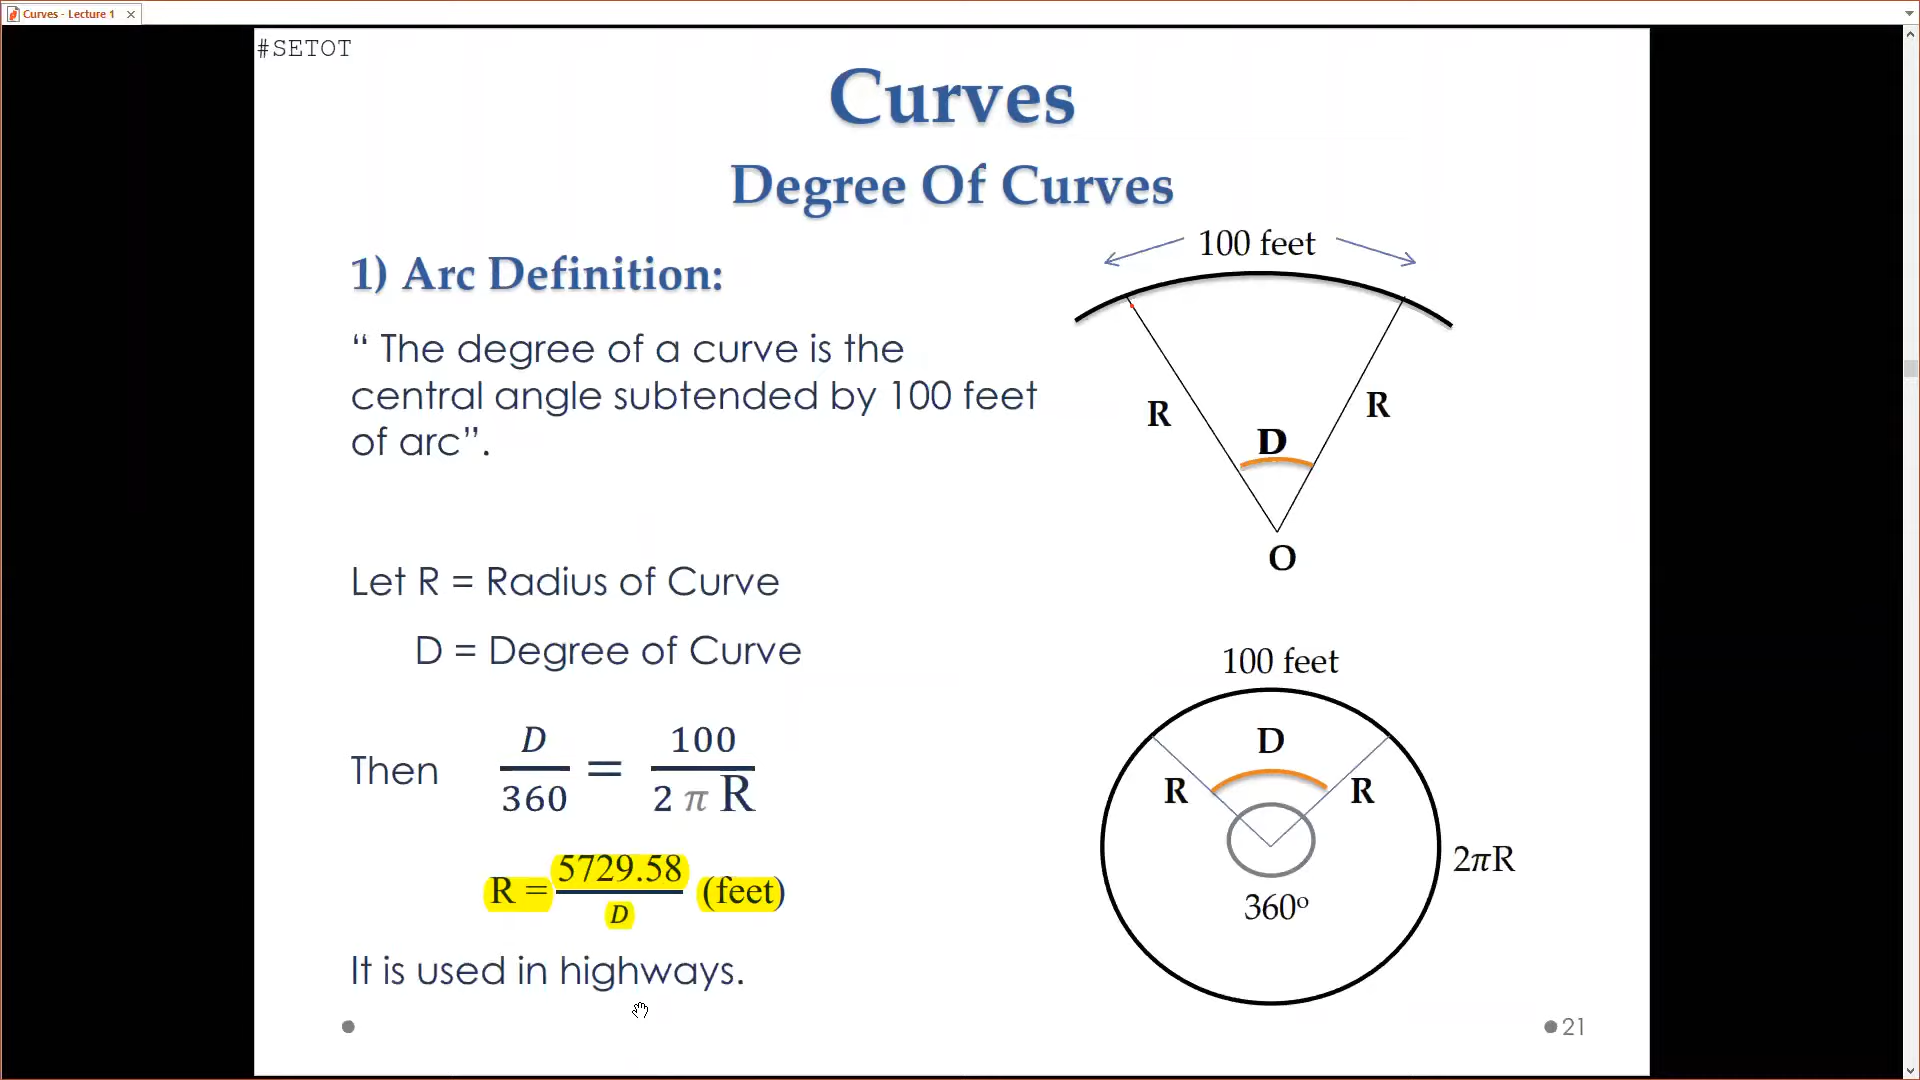 Curves - Lecture 1
#SETOT
Curves
Degree Of Curves
1) Arc Definition:
“ The degree of a curve is the
central angle subtended by 100 feet
of arc”.
Let R = Radius of Curve
D = Degree of Curve
Then D/360 = 100/2 π R
R = 5729.58/D (feet)
It is used in highways.
100 feet
R
R
D
O
100 feet
D
R
R
2πR
360º
21